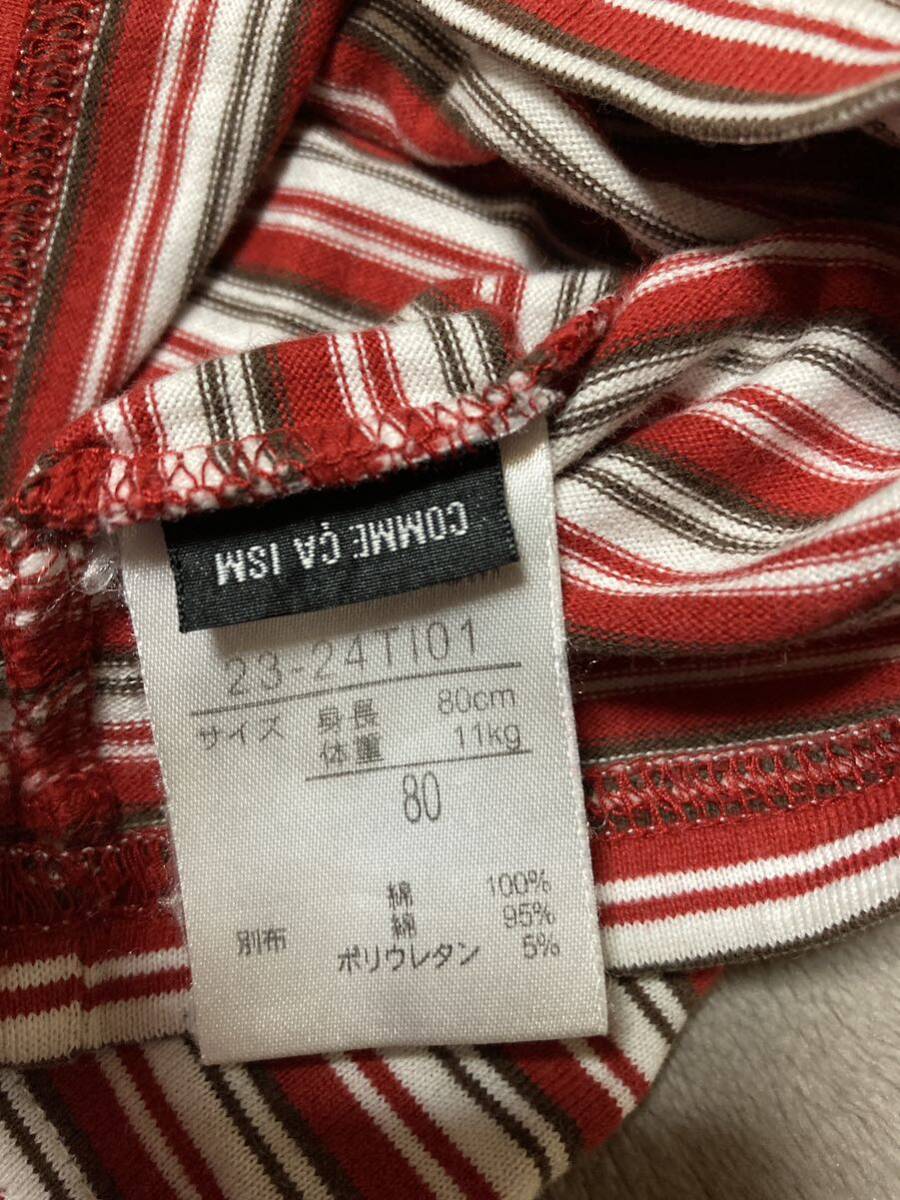 COMME ÇA ISM
23-24TI01
サイズ 身長 80cm
体重 11kg
80
綿 100%
別布 綿 95%
ポリウレタン 5%